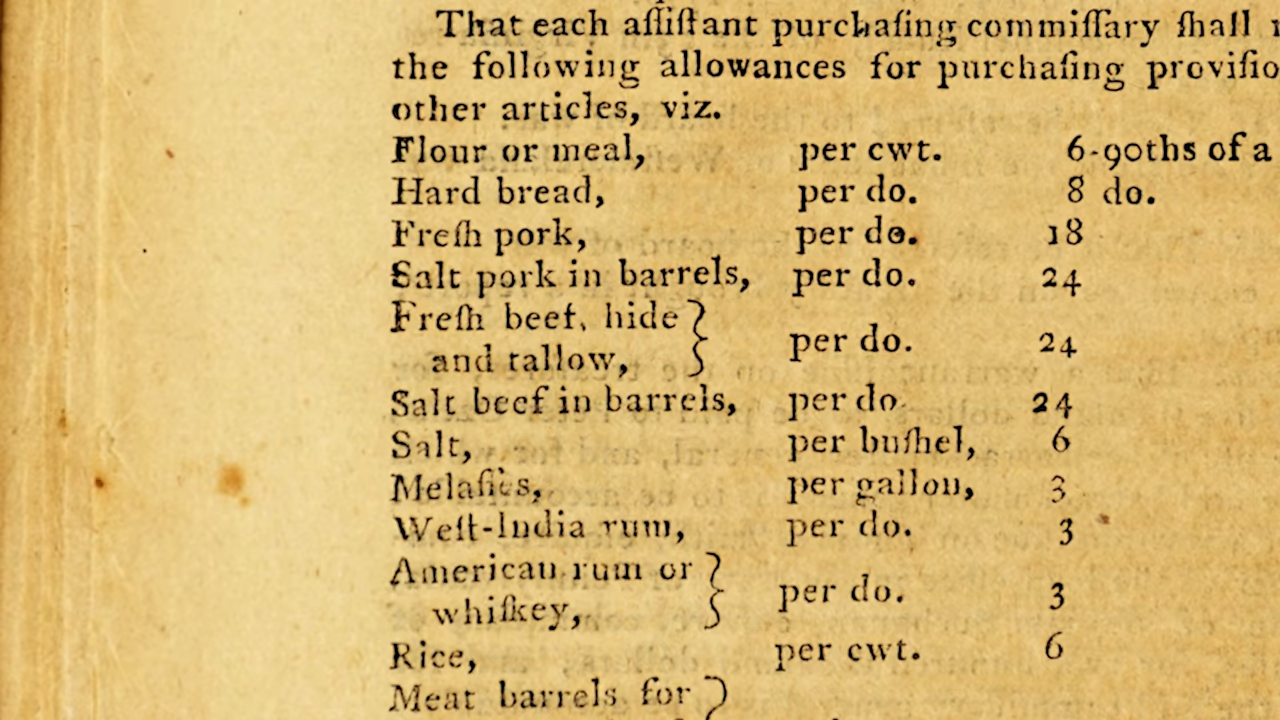 That each aſſiſtant purchaſing commiſſary ſhall
the following allowances for purchaſing proviſio
other articles, viz.
Flour or meal, per cwt. 6-90ths of a
Hard bread, per do. 8 do.
Freſh pork, per do. 18
Salt pork in barrels, per do. 24
Freſh beef, hide
and tallow, } per do. 24
Salt beef in barrels, per do 24
Salt, per buſhel, 6
Melaſſes, per gallon, 3
Weſt-India rum, per do. 3
American rum or
whiſkey, } per do. 3
Rice, per cwt. 6
Meat barrels for }